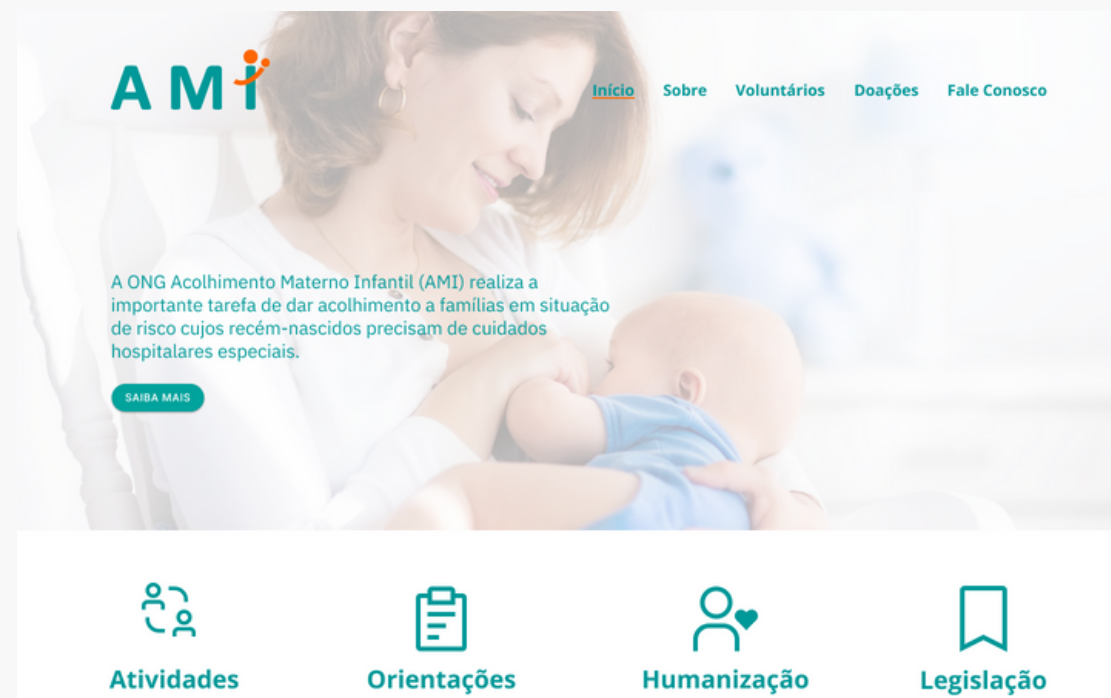 AMI
Início Sobre Voluntários Doações Fale Conosco
A ONG Acolhimento Materno Infantil (AMI) realiza a
importante tarefa de dar acolhimento a famílias em situação
de risco cujos recém-nascidos precisam de cuidados
hospitalares especiais.
SAIBA MAIS
Atividades Orientações Humanização Legislação